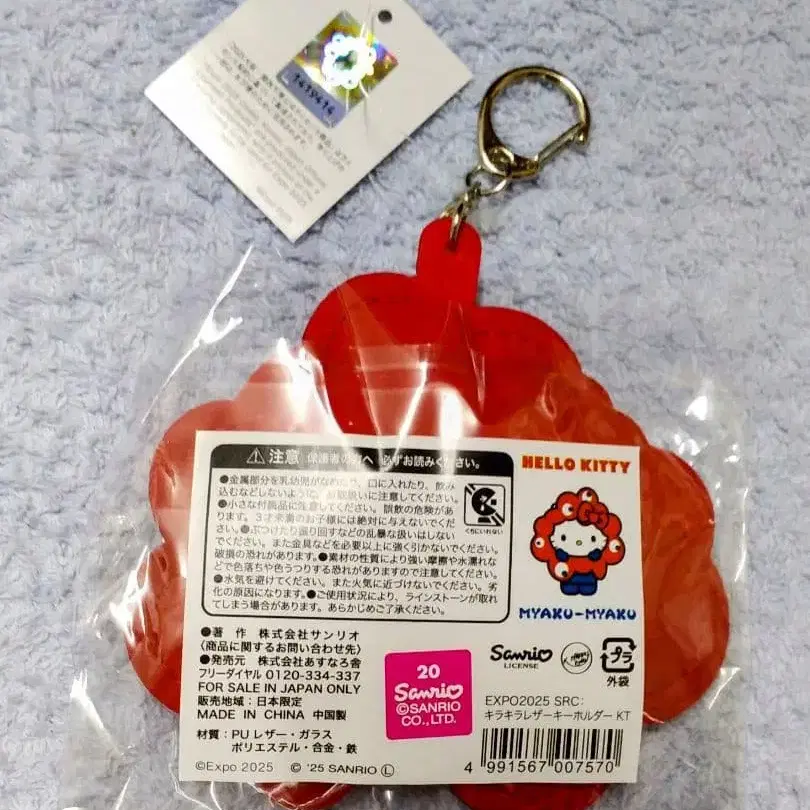 7439494
⚠注意 保護者の方へ 必ずお読みください。
●金属部分を乳幼児がなめたり、口に入れたり、飲み
込むなどしないように、お取扱いに注意してください。
●小さな付属品に注意してください。誤飲の危険があ
ります。3才未満のお子様には絶対に与えないでくだ
さい。●ぶつけたり振り回すなどの乱暴な扱いはしない
でください。また金具などを必要以上に強く引かないでください。
破損の恐れがあります。●素材の性質により強い摩擦や水濡れな
どで色落ちや色うつりする恐れがありますので注意してください。
●水気を避けてください。また火気に近づけないでください。劣
化の原因になります。●ご使用状況により、ラインストーンが取れ
てしまう場合があります。あらかじめご了承ください。
くちにいれない
HELLO KITTY
MYAKU-MYAKU
●著 作 株式会社サンリオ
〈商品に関するお問い合わせ先〉
●発売元 株式会社あすなろ舎
フリーダイヤル 0120-334-337
FOR SALE IN JAPAN ONLY
販売地域：日本限定
MADE IN CHINA 中国製
材質：PU レザー・ガラス
ポリエステル・合金・鉄
©Expo 2025 © '25 SANRIO Ⓛ
20
Sanrio
©SANRIO
CO., LTD.
Sanrio
LICENSE
プラ
外袋
EXPO2025 SRC:
キラキラレザーキーホルダー KT
4 991567 007570